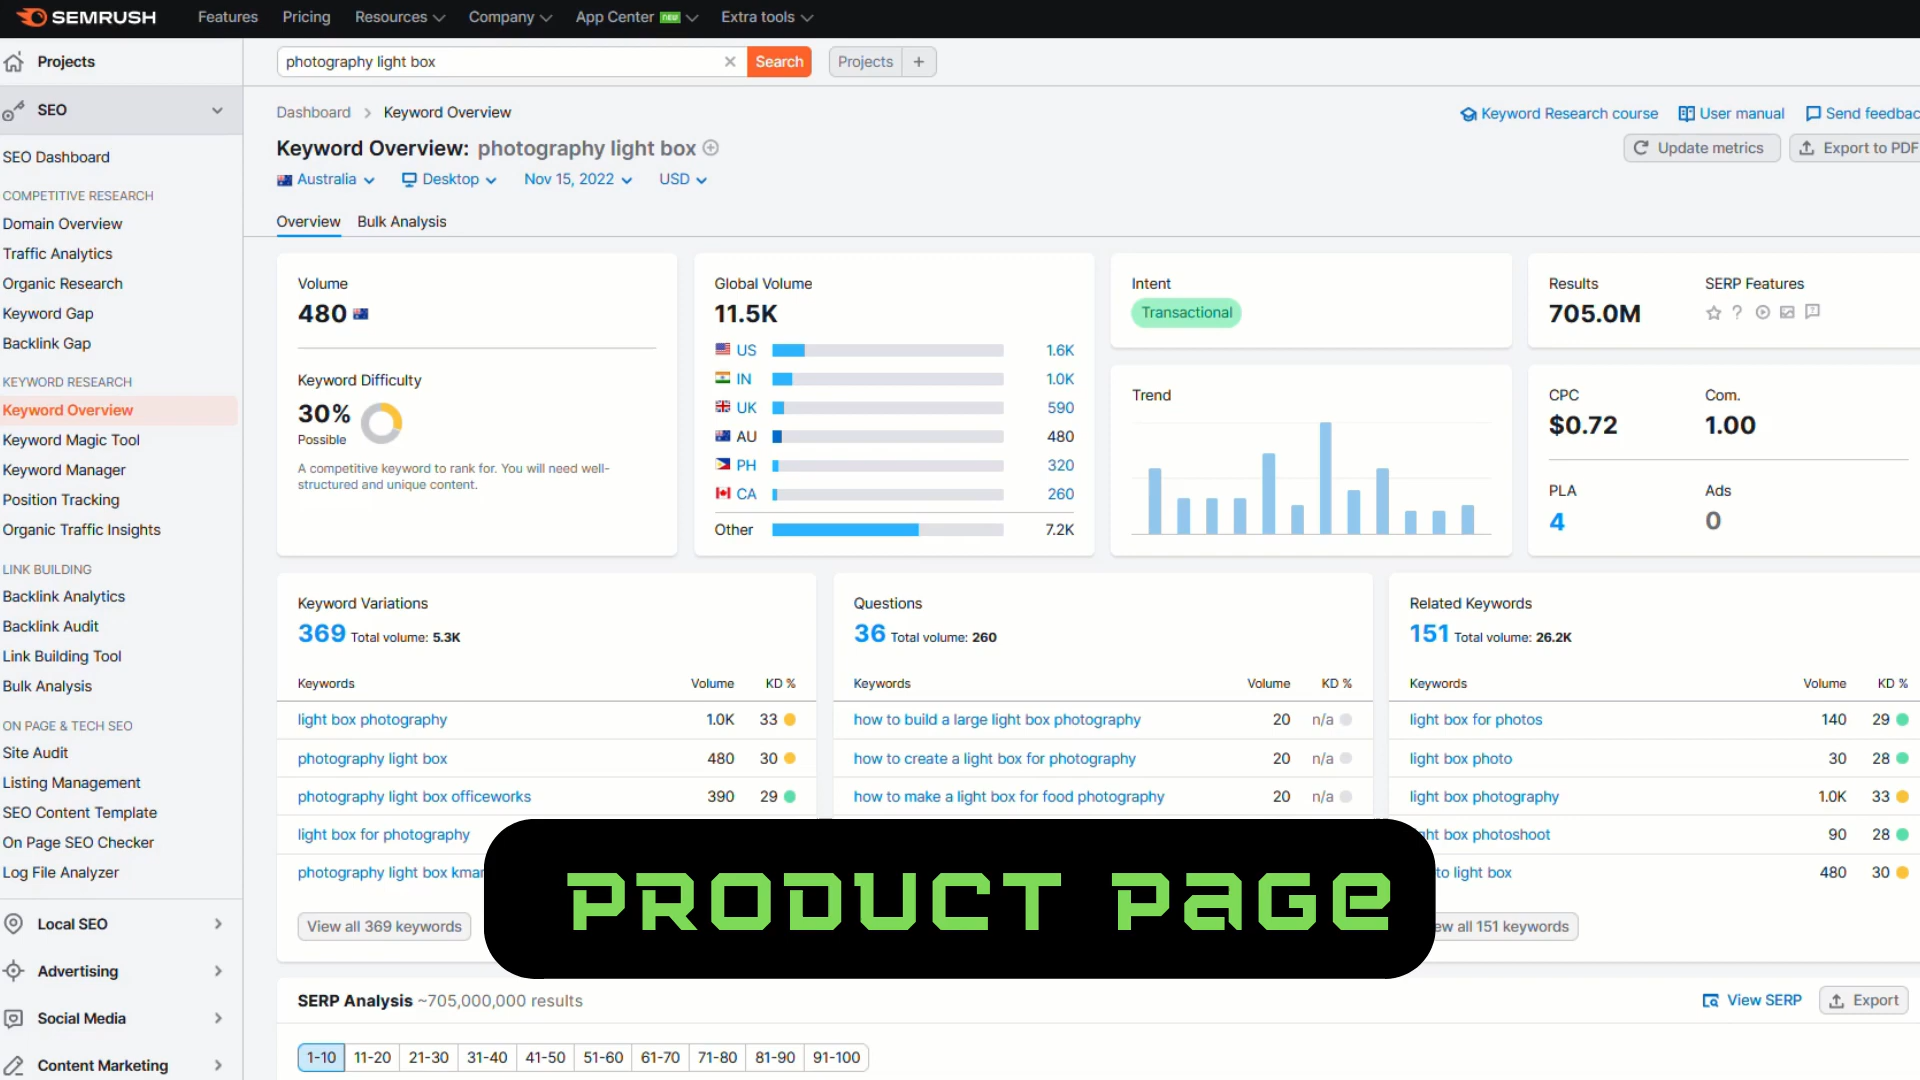 SEMRUSH Features Pricing Resources Company App Center NEW Extra tools
Projects
photography light box × Search Projects +
SEO
Dashboard > Keyword Overview
Keyword Research course User manual Send feedbac
Keyword Overview: photography light box
Update metrics Export to PDF
Australia Desktop Nov 15, 2022 USD
Overview Bulk Analysis
SEO Dashboard
COMPETITIVE RESEARCH
Domain Overview
Traffic Analytics
Organic Research
Keyword Gap
Backlink Gap
KEYWORD RESEARCH
Keyword Overview
Keyword Magic Tool
Keyword Manager
Position Tracking
Organic Traffic Insights
LINK BUILDING
Backlink Analytics
Backlink Audit
Link Building Tool
Bulk Analysis
ON PAGE & TECH SEO
Site Audit
Listing Management
SEO Content Template
On Page SEO Checker
Log File Analyzer
Local SEO
Advertising
Social Media
Content Marketing
Volume
480
Keyword Difficulty
30%
Possible
A competitive keyword to rank for. You will need well-
structured and unique content.
Global Volume
11.5K
US 1.6K
IN 1.0K
UK 590
AU 480
PH 320
CA 260
Other 7.2K
Intent
Transactional
Trend
Results SERP Features
705.0M
CPC Com.
$0.72 1.00
PLA Ads
4 0
Keyword Variations
369 Total volume: 5.3K
Keywords Volume KD %
light box photography 1.0K 33
photography light box 480 30
photography light box officeworks 390 29
light box for photography
photography light box kmar
View all 369 keywords
Questions
36 Total volume: 260
Keywords Volume KD %
how to build a large light box photography 20 n/a
how to create a light box for photography 20 n/a
how to make a light box for food photography 20 n/a
Related Keywords
151 Total volume: 26.2K
Keywords Volume KD %
light box for photos 140 29
light box photo 30 28
light box photography 1.0K 33
ht box photoshoot 90 28
to light box 480 30
ew all 151 keywords
PRODUCT PAGE
SERP Analysis ~705,000,000 results
View SERP Export
1-10 11-20 21-30 31-40 41-50 51-60 61-70 71-80 81-90 91-100